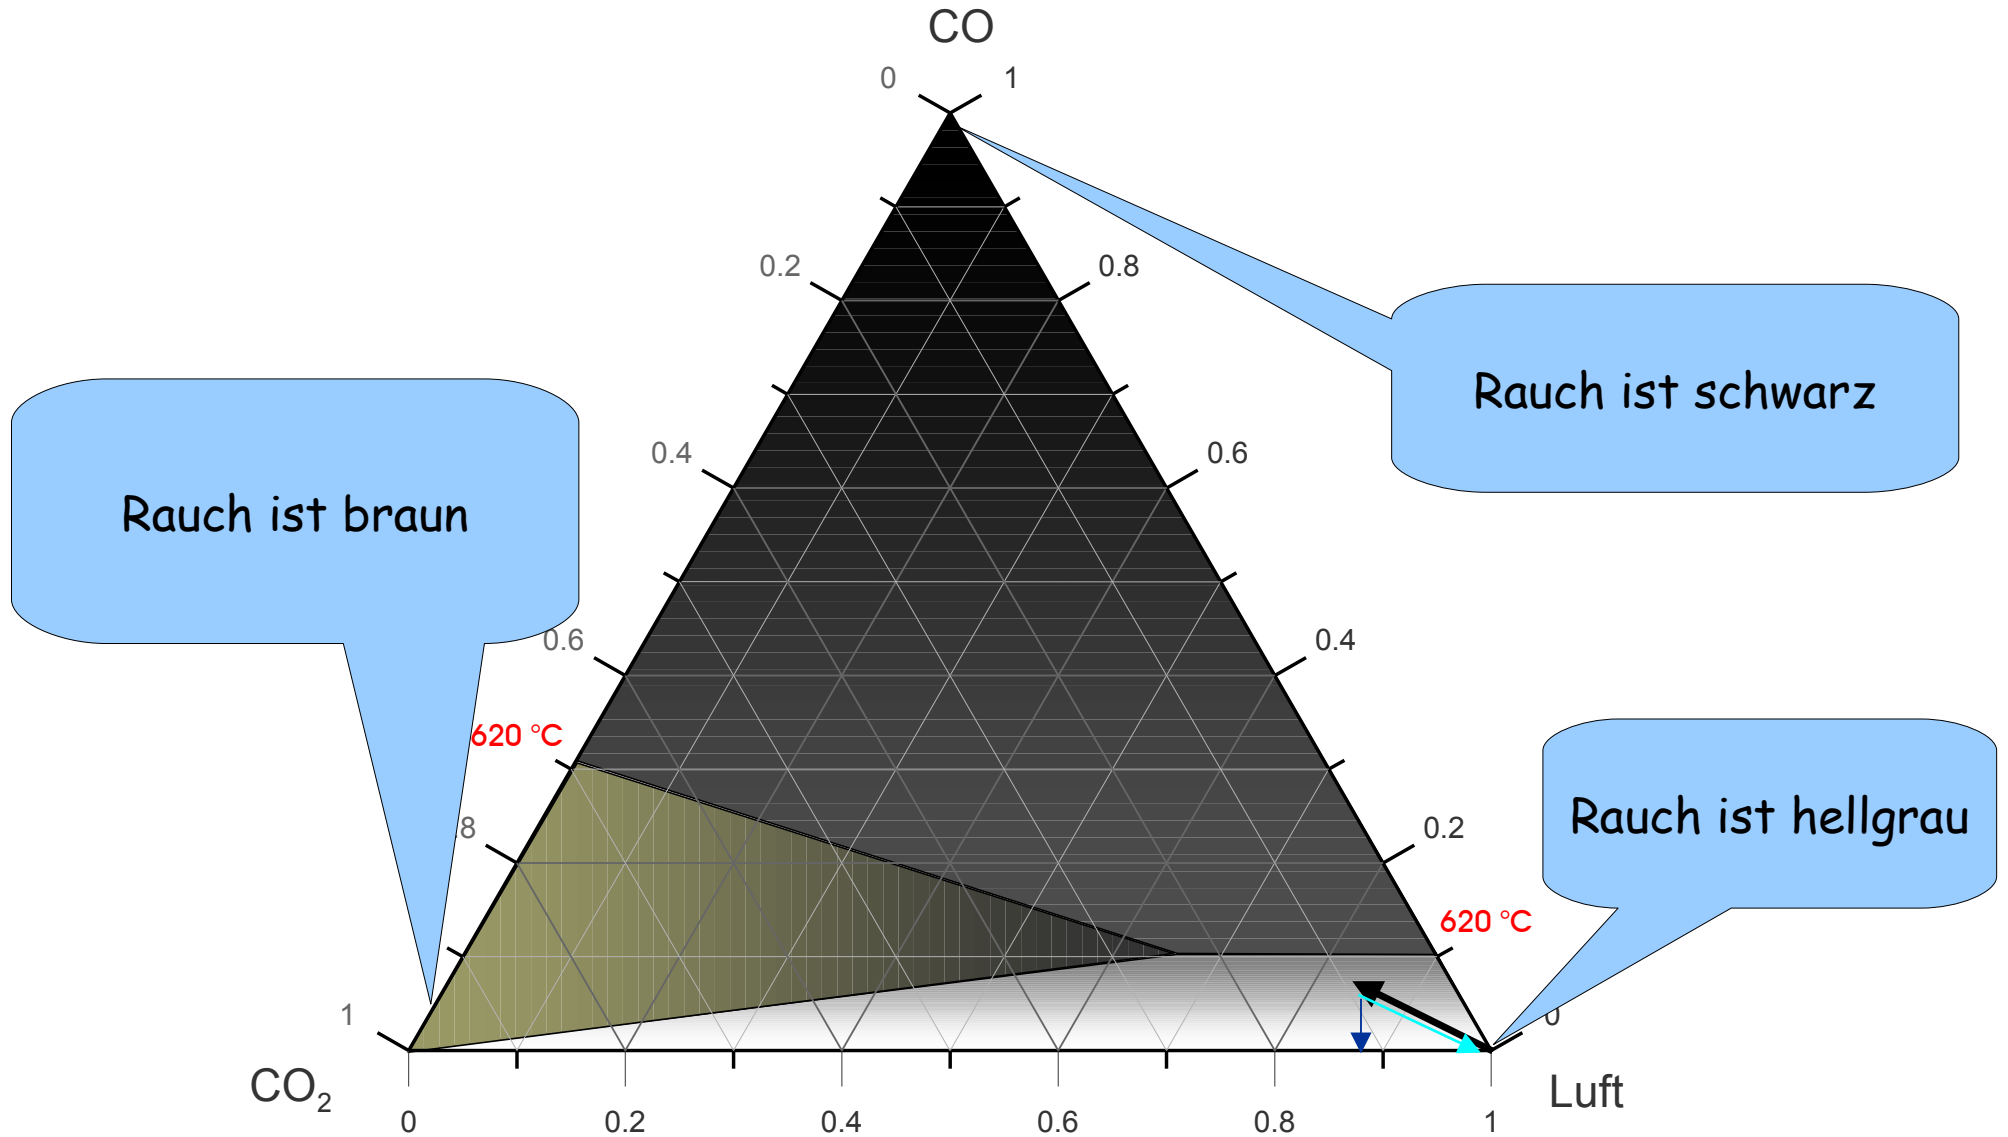 CO
0 1
0.2 0.8
Rauch ist schwarz
0.4 0.6
Rauch ist braun
0.6 0.4
620 °C
8 0.2
Rauch ist hellgrau
620 °C
1 0
CO₂ Luft
0 0.2 0.4 0.6 0.8 1